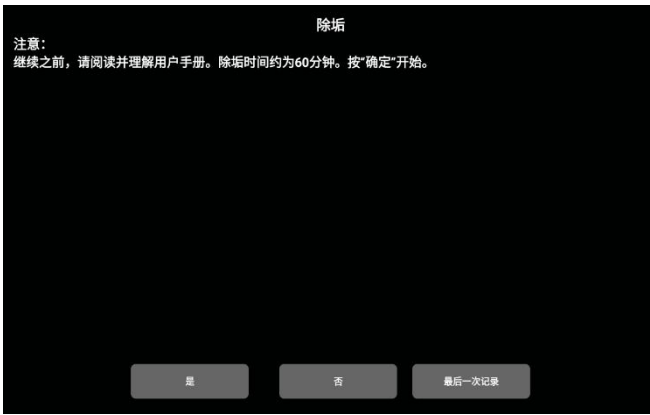 除垢
注意：
继续之前，请阅读并理解用户手册。除垢时间约为60分钟。按"确定"开始。
是
否
最后一次记录